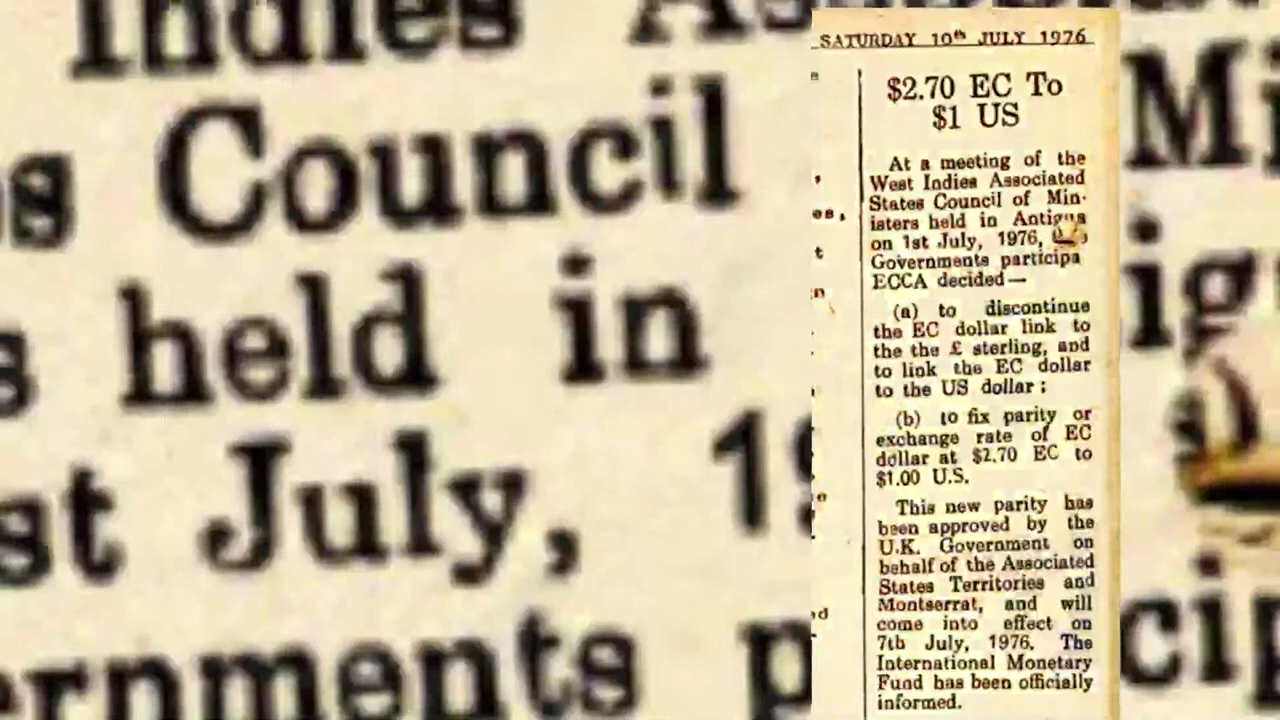 Indies
s Council
s held in
st July, 19
ernments p
Mi
ig
cip
SATURDAY 10th JULY 1976
$2.70 EC To
$1 US
At a meeting of the
West Indies Associated
States Council of Min-
isters held in Antigua
on 1st July, 1976,
Governments participa
ECCA decided—
(a) to discontinue
the EC dollar link to
the the £ sterling, and
to link the EC dollar
to the US dollar;
(b) to fix parity or
exchange rate of EC
dollar at $2.70 EC to
$1.00 U.S.
This new parity has
been approved by the
U.K. Government on
behalf of the Associated
States Territories and
Montserrat, and will
come into effect on
7th July, 1976. The
International Monetary
Fund has been officially
informed.